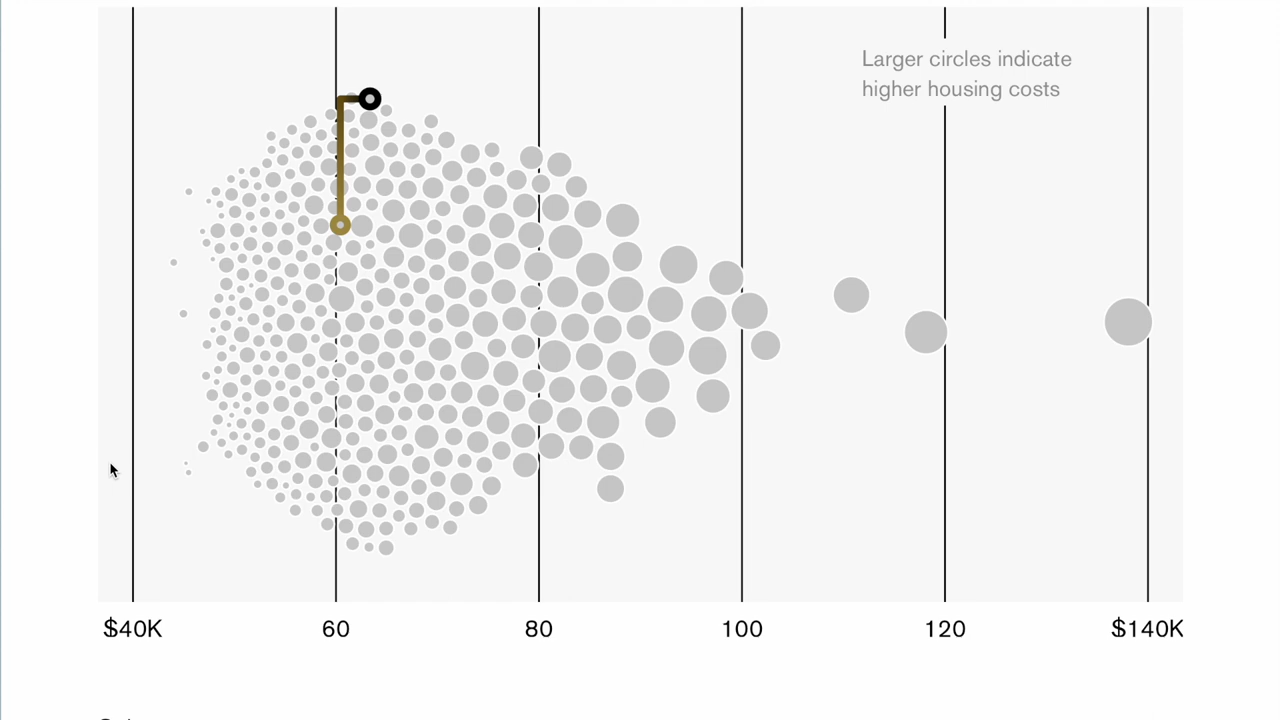 Larger circles indicate
higher housing costs
$40K 60 80 100 120 $140K